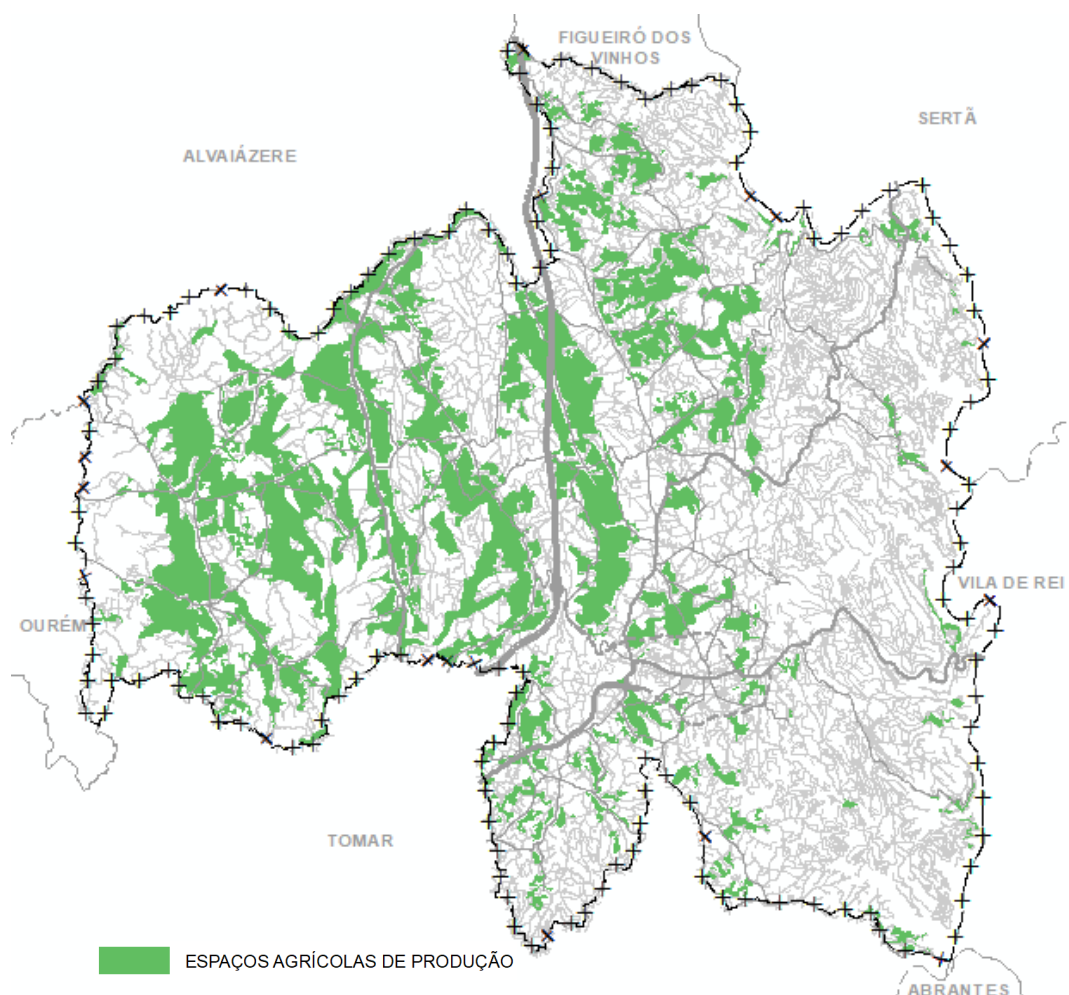 FIGUEIRÓ DOS
VINHOS
SERTÃ
ALVAIÁZERE
VILA DE REI
OURÉM
TOMAR
ESPAÇOS AGRÍCOLAS DE PRODUÇÃO
ABRANTES